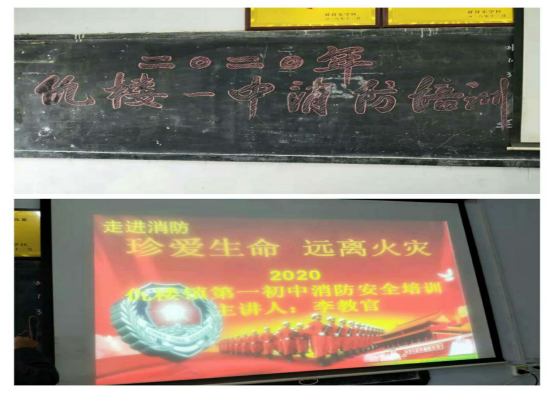 二〇二〇年
仇楼一中消防培训
走进消防
珍爱生命 远离火灾
2020
仇楼镇第一初中消防安全培训
主讲人：李教官